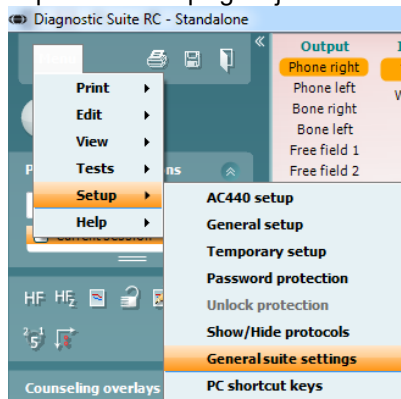 Diagnostic Suite RC - Standalone
Output
Phone right
Phone left
Bone right
Bone left
Free field 1
Free field 2
Print
Edit
View
Tests
Setup
Help
AC440 setup
General setup
Temporary setup
Password protection
Unlock protection
Show/Hide protocols
General suite settings
PC shortcut keys
HF HFz
Counseling overlays